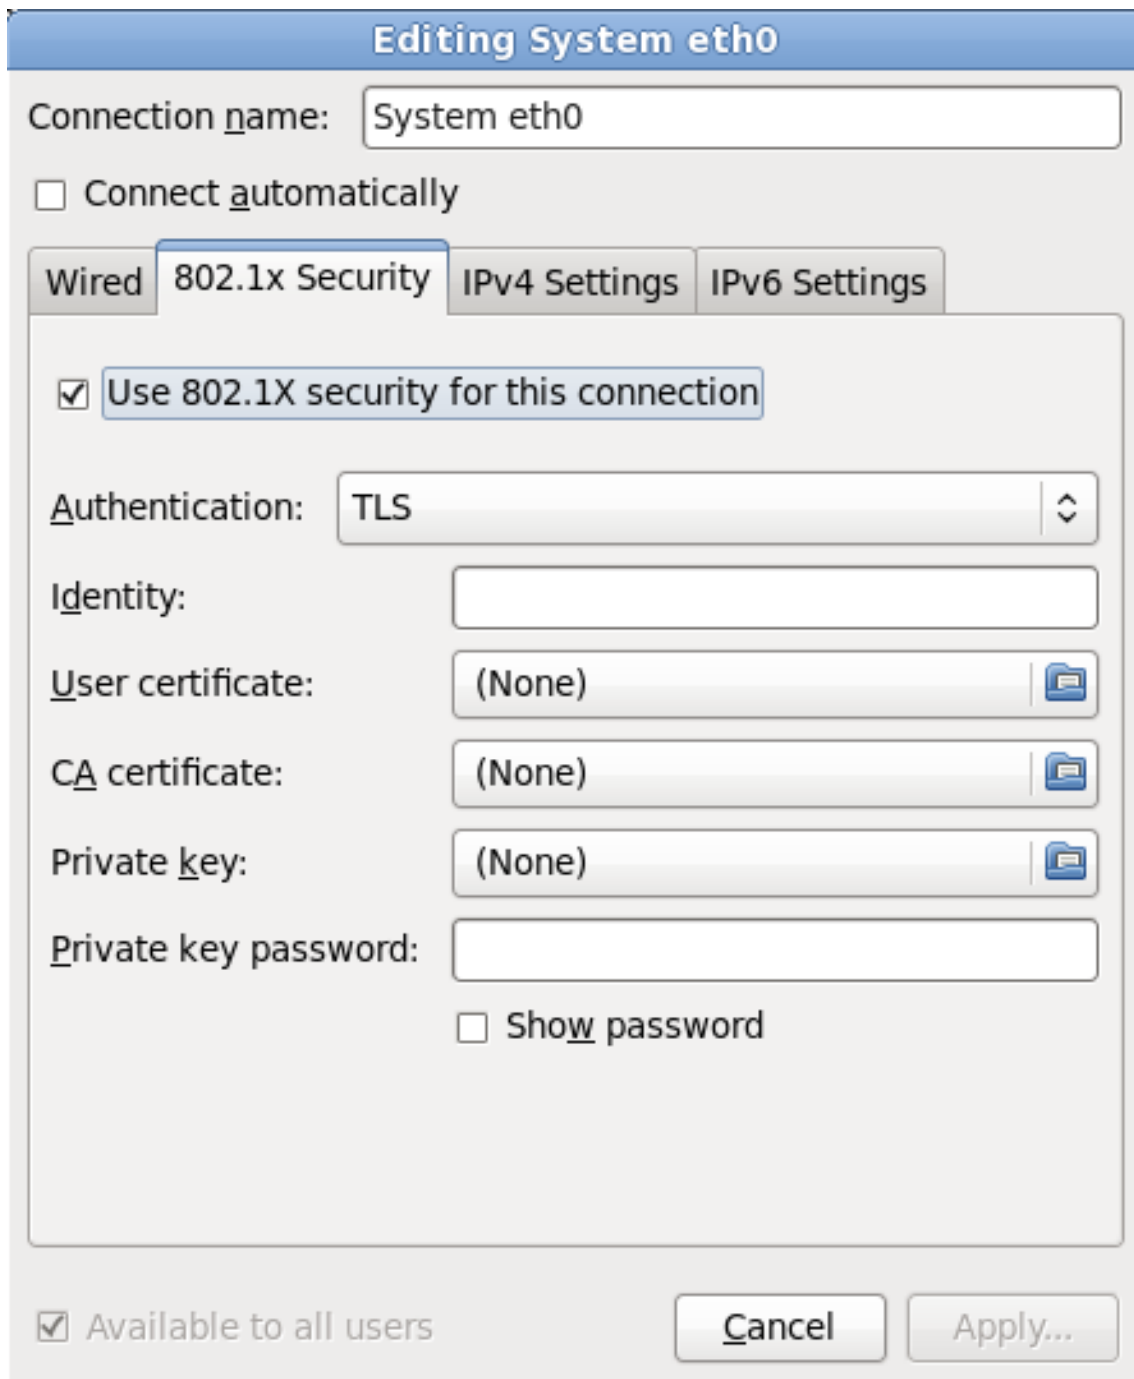 Editing System eth0
Connection name: System eth0
Connect automatically
Wired 802.1x Security IPv4 Settings IPv6 Settings
Use 802.1X security for this connection
Authentication: TLS
Identity:
User certificate: (None)
CA certificate: (None)
Private key: (None)
Private key password:
Show password
Available to all users Cancel Apply...